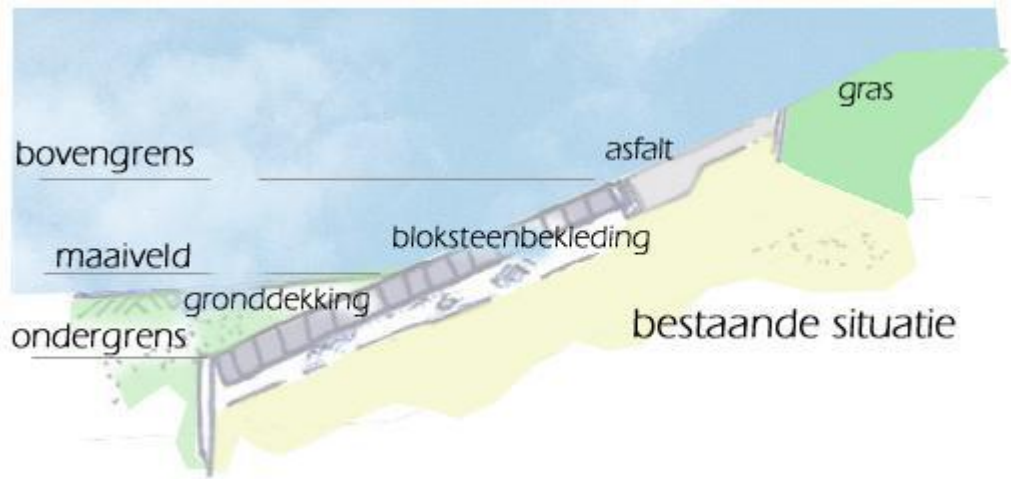 gras
bovengrens
asfalt
bloksteenbekleding
maaiveld
gronddekking
ondergrens
bestaande situatie